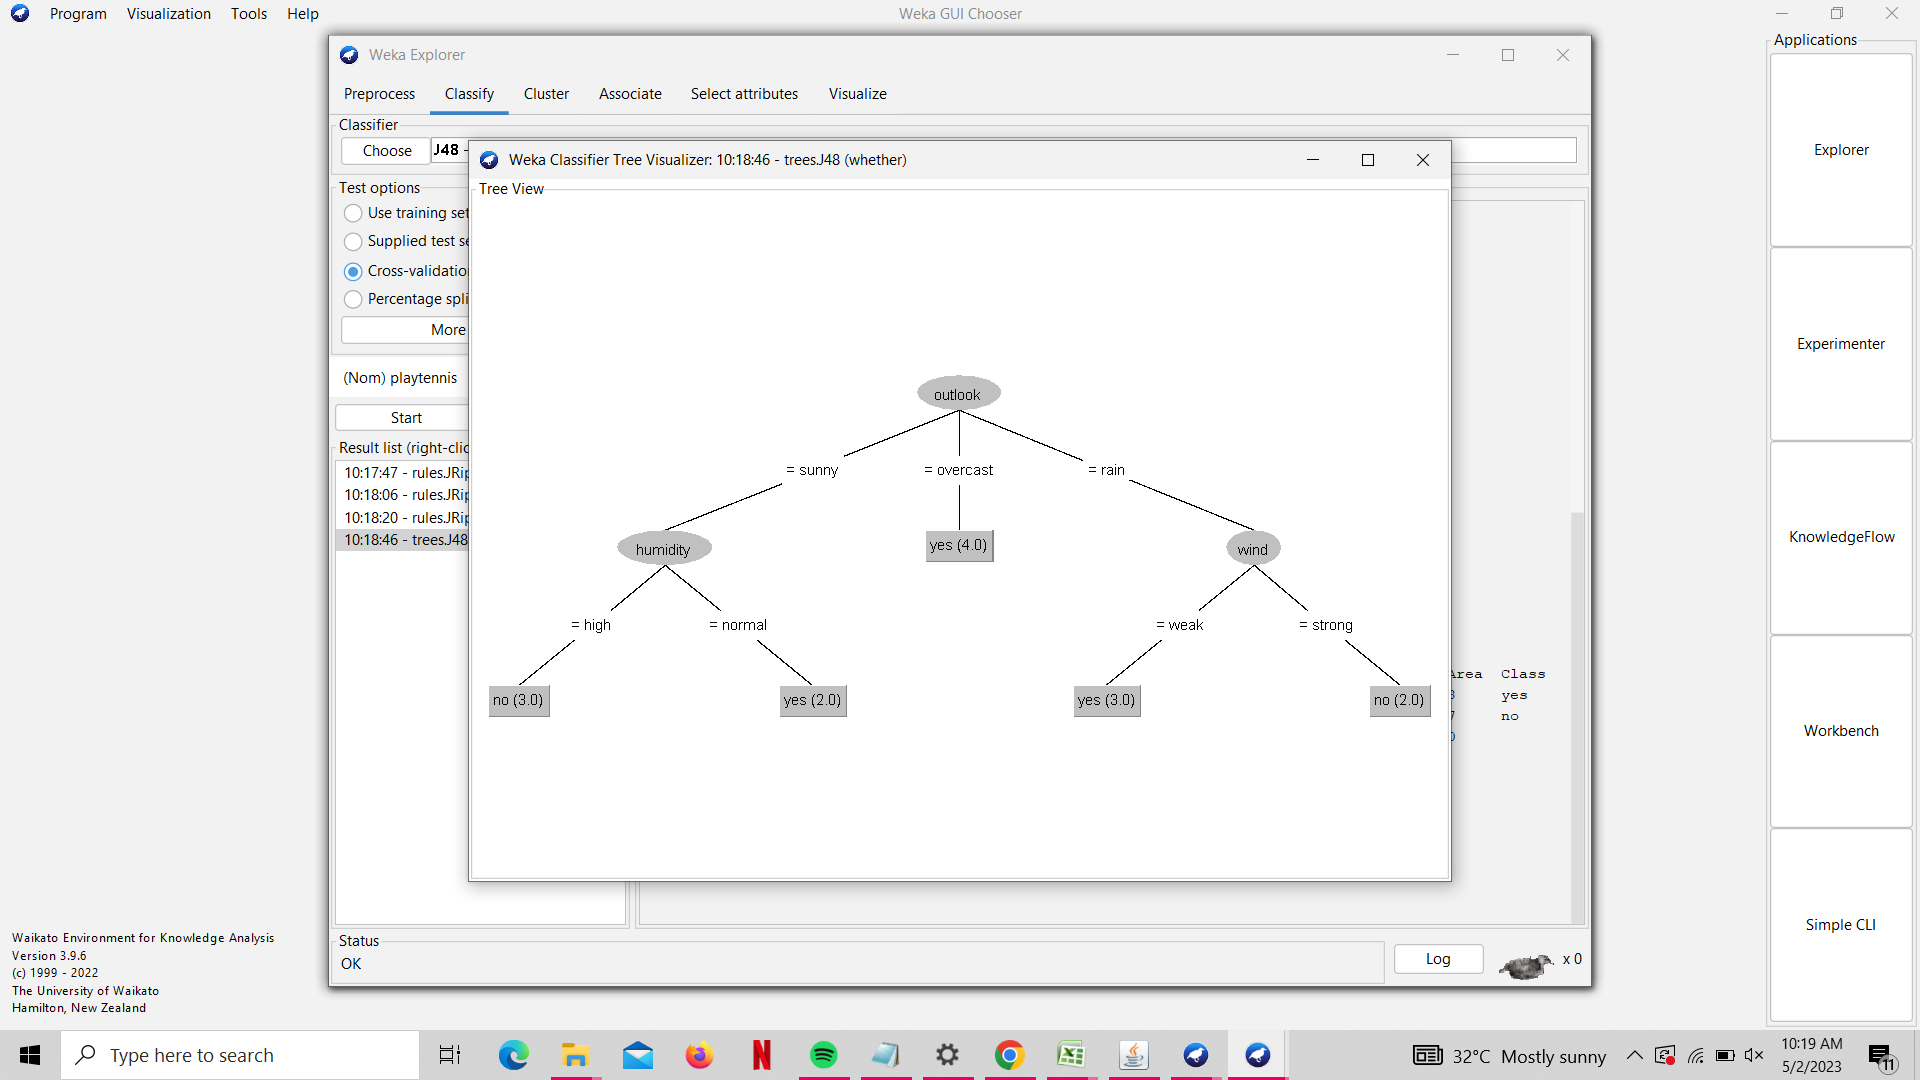 Program Visualization Tools Help
Weka GUI Chooser
Applications
Explorer
Experimenter
KnowledgeFlow
Workbench
Simple CLI
Weka Explorer
Preprocess Classify Cluster Associate Select attributes Visualize
Classifier
Choose J48 -
Test options
Use training set
Supplied test se
Cross-validatio
Percentage spli
More
(Nom) playtennis
Start
Result list (right-clic
10:17:47 - rules.JRip
10:18:06 - rules.JRip
10:18:20 - rules.JRip
10:18:46 - trees.J48
Weka Classifier Tree Visualizer: 10:18:46 - trees.J48 (whether)
Tree View
outlook
= sunny = overcast = rain
humidity yes (4.0) wind
= high = normal = weak = strong
no (3.0) yes (2.0) yes (3.0) no (2.0)
Area Class
yes
no
Status
OK
Log
x 0
Waikato Environment for Knowledge Analysis
Version 3.9.6
(c) 1999 - 2022
The University of Waikato
Hamilton, New Zealand
Type here to search
32°C Mostly sunny
10:19 AM
5/2/2023
11